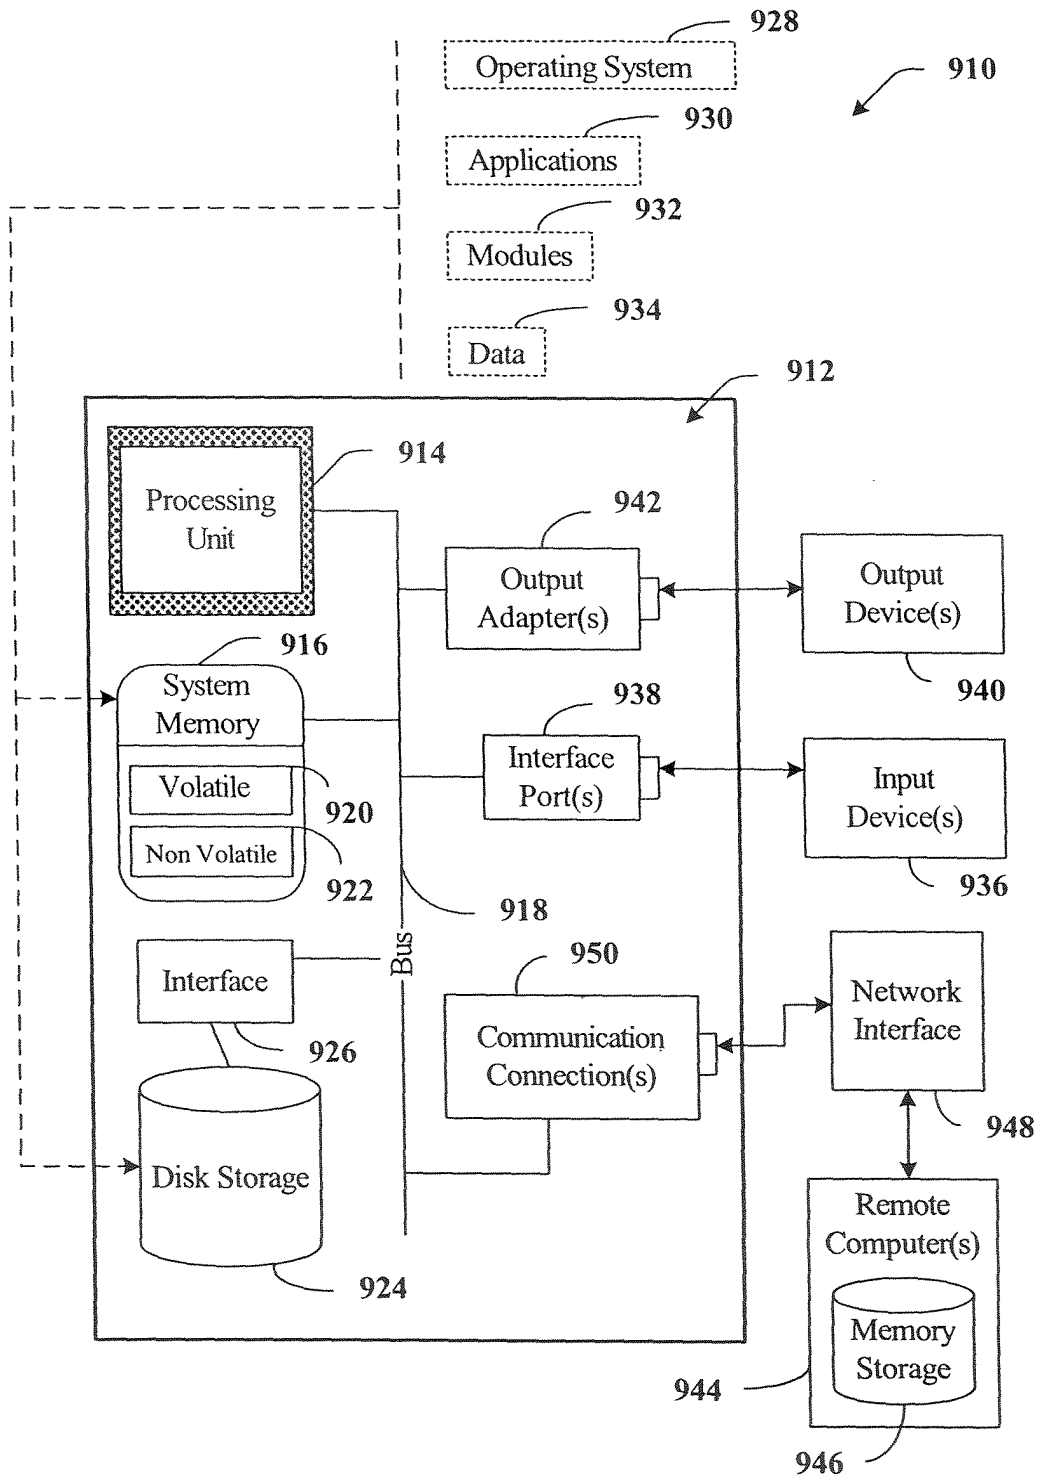 928
Operating System
910
930
Applications
932
Modules
934
Data
912
914
Processing
Unit
942
Output
Adapter(s)
Output
Device(s)
940
916
System
Memory
938
Interface
Port(s)
Input
Device(s)
936
Volatile
920
Non Volatile
922
918
Bus
950
Interface
926
Communication
Connection(s)
Network
Interface
948
Disk Storage
924
Remote
Computer(s)
Memory
Storage
944
946